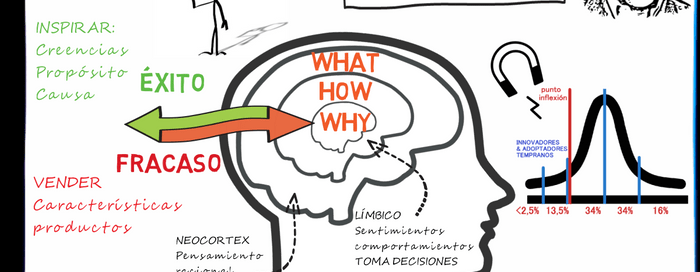 INSPIRAR:
Creencias
Propósito
Causa
ÉXITO
FRACASO
VENDER
Características
productos
WHAT
HOW
WHY
NEOCORTEX
Pensamiento
racional
LÍMBICO
Sentimientos
comportamientos
TOMA DECISIONES
punto
inflexión
INNOVADORES
& ADOPTADORES
TEMPRANOS
<2,5% 13,5% 34% 34% 16%